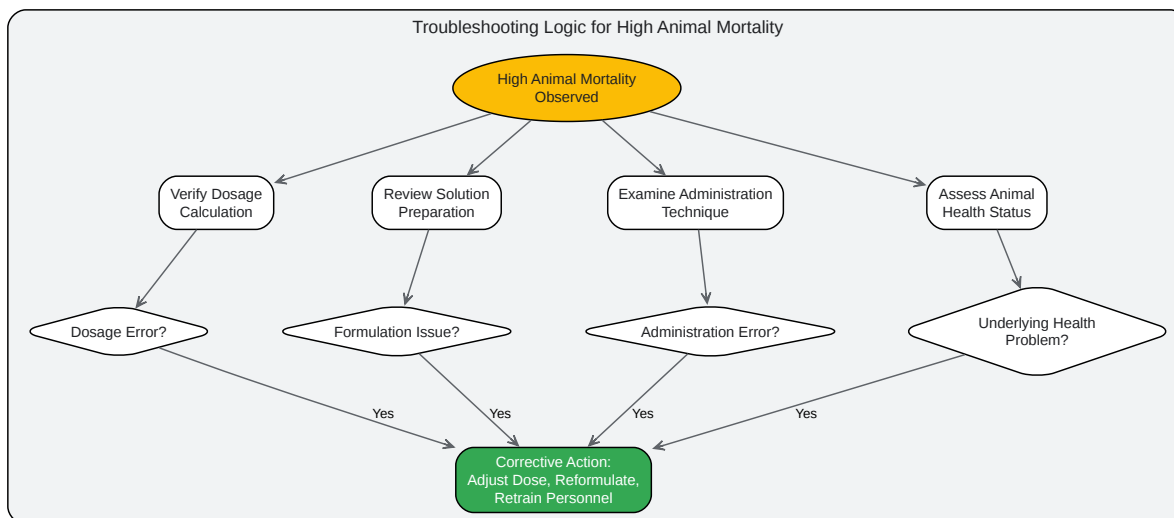 Troubleshooting Logic for High Animal Mortality
High Animal Mortality
Observed
Verify Dosage
Calculation
Review Solution
Preparation
Examine Administration
Technique
Assess Animal
Health Status
Dosage Error?
Formulation Issue?
Administration Error?
Underlying Health
Problem?
Yes
Yes
Yes
Yes
Corrective Action:
Adjust Dose, Reformulate,
Retrain Personnel